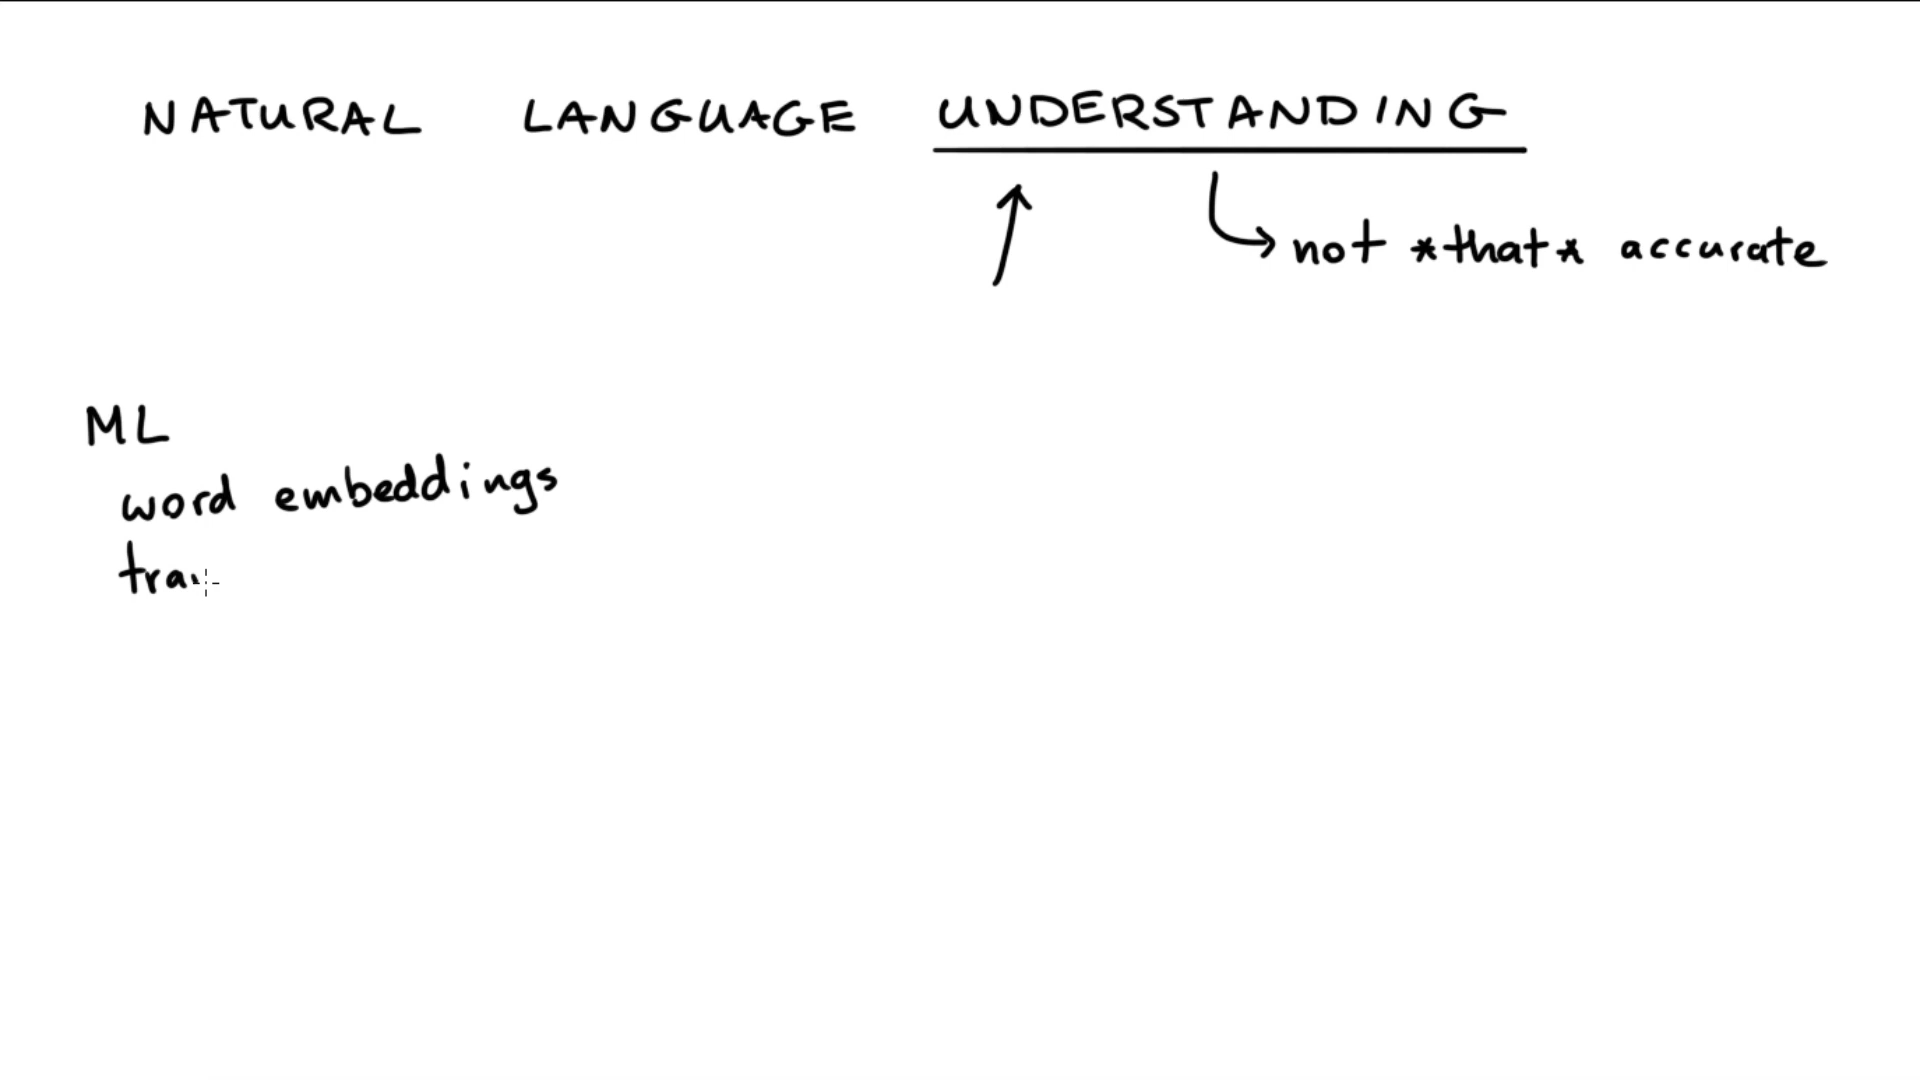 NATURAL LANGUAGE UNDERSTANDING
not *that* accurate
ML
word embeddings